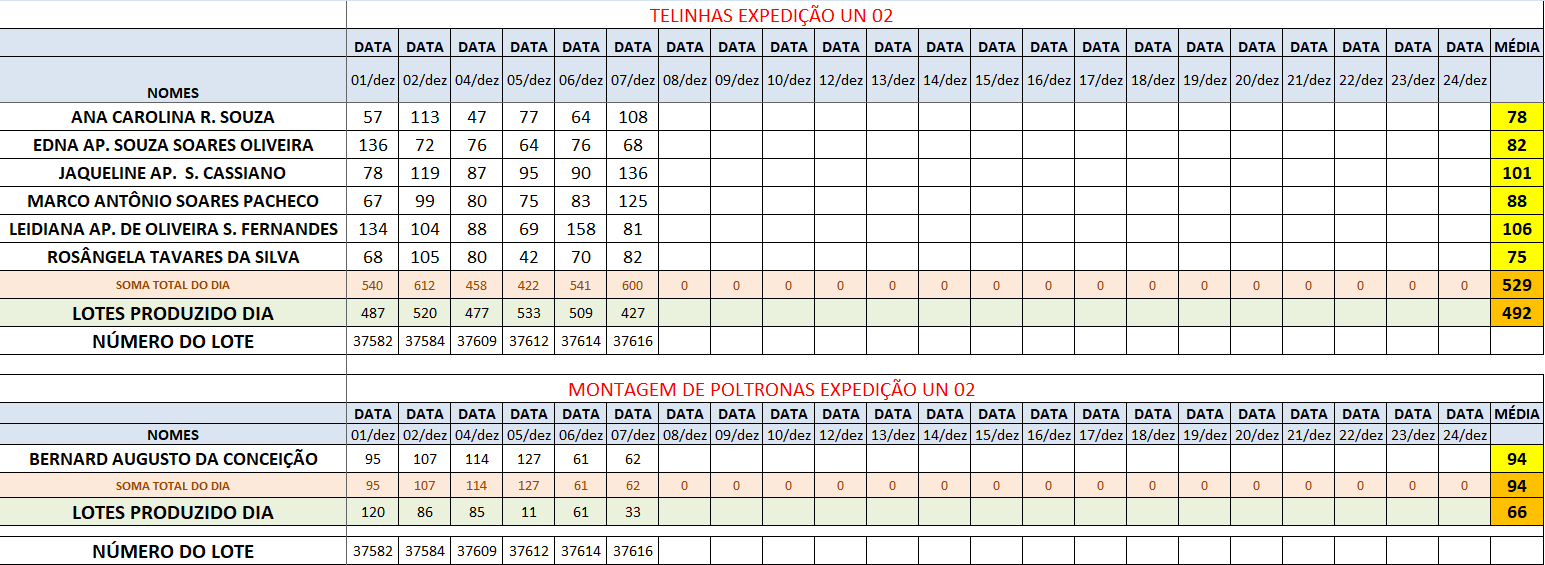 TELINHAS EXPEDIÇÃO UN 02
DATA DATA DATA DATA DATA DATA DATA DATA DATA DATA DATA DATA DATA DATA DATA DATA DATA DATA DATA DATA DATA DATA MÉDIA
NOMES 01/dez 02/dez 04/dez 05/dez 06/dez 07/dez 08/dez 09/dez 10/dez 12/dez 13/dez 14/dez 15/dez 16/dez 17/dez 18/dez 19/dez 20/dez 21/dez 22/dez 23/dez 24/dez
ANA CAROLINA R. SOUZA 57 113 47 77 64 108 78
EDNA AP. SOUZA SOARES OLIVEIRA 136 72 76 64 76 68 82
JAQUELINE AP. S. CASSIANO 78 119 87 95 90 136 101
MARCO ANTÔNIO SOARES PACHECO 67 99 80 75 83 125 88
LEIDIANA AP. DE OLIVEIRA S. FERNANDES 134 104 88 69 158 81 106
ROSÂNGELA TAVARES DA SILVA 68 105 80 42 70 82 75
SOMA TOTAL DO DIA 540 612 458 422 541 600 0 0 0 0 0 0 0 0 0 0 0 0 0 0 0 0 529
LOTES PRODUZIDO DIA 487 520 477 533 509 427 492
NÚMERO DO LOTE 37582 37584 37609 37612 37614 37616
MONTAGEM DE POLTRONAS EXPEDIÇÃO UN 02
DATA DATA DATA DATA DATA DATA DATA DATA DATA DATA DATA DATA DATA DATA DATA DATA DATA DATA DATA DATA DATA DATA MÉDIA
NOMES 01/dez 02/dez 04/dez 05/dez 06/dez 07/dez 08/dez 09/dez 10/dez 12/dez 13/dez 14/dez 15/dez 16/dez 17/dez 18/dez 19/dez 20/dez 21/dez 22/dez 23/dez 24/dez
BERNARD AUGUSTO DA CONCEIÇÃO 95 107 114 127 61 62 94
SOMA TOTAL DO DIA 95 107 114 127 61 62 0 0 0 0 0 0 0 0 0 0 0 0 0 0 0 0 94
LOTES PRODUZIDO DIA 120 86 85 11 61 33 66
NÚMERO DO LOTE 37582 37584 37609 37612 37614 37616